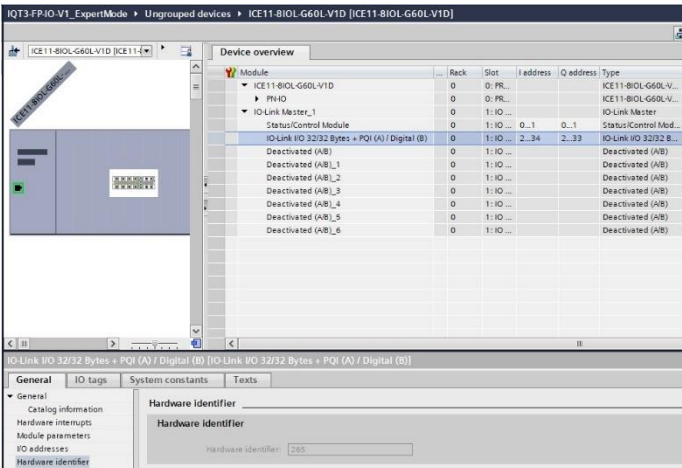 IQT3-FP-IO-V1_ExpertMode ▸ Ungrouped devices ▸ ICE11-8IOL-G60L-V1D [ICE11-8IOL-G60L-V1D]
ICE11-8IOL-G60L-V1D [ICE11-8
Device overview
ICE11-8IOL-G60L-...
Module ... Rack Slot I address Q address Type
ICE11-8IOL-G60L-V1D 0 0: PR... ICE11-8IOL-G60L-V...
PN-IO 0 0: PR... ICE11-8IOL-G60L-V...
IO-Link Master_1 0 1: IO ... IO-Link Master
Status/Control Module 0 1: IO ... 0...1 0...1 Status/Control Mod...
IO-Link I/O 32/32 Bytes + PQI (A) / Digital (B) 0 1: IO ... 2...34 2...33 IO-Link I/O 32/32 B...
Deactivated (A/B) 0 1: IO ... Deactivated (A/B)
Deactivated (A/B)_1 0 1: IO ... Deactivated (A/B)
Deactivated (A/B)_2 0 1: IO ... Deactivated (A/B)
Deactivated (A/B)_3 0 1: IO ... Deactivated (A/B)
Deactivated (A/B)_4 0 1: IO ... Deactivated (A/B)
Deactivated (A/B)_5 0 1: IO ... Deactivated (A/B)
Deactivated (A/B)_6 0 1: IO ... Deactivated (A/B)
IO-Link I/O 32/32 Bytes + PQI (A) / Digital (B) [IO-Link I/O 32/32 Bytes + PQI (A) / Digital (B)]
General IO tags System constants Texts
General
Catalog information
Hardware interrupts
Module parameters
I/O addresses
Hardware identifier
Hardware identifier
Hardware identifier
Hardware identifier: 265